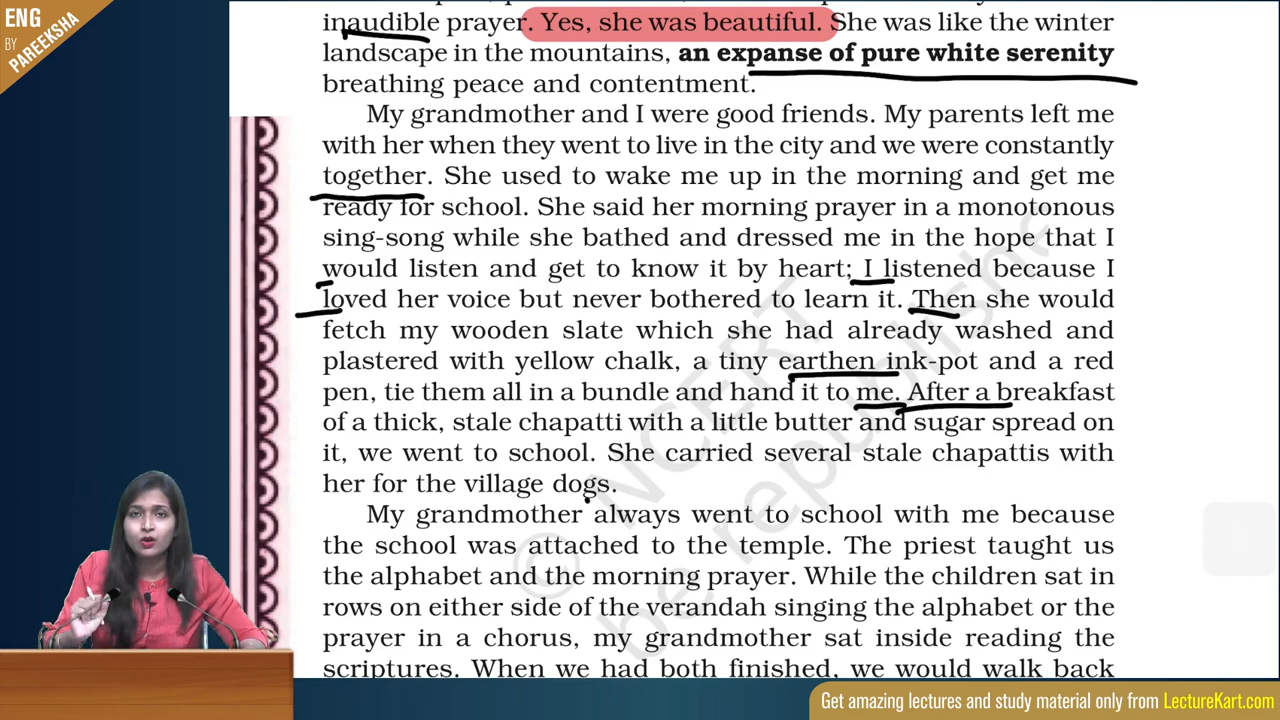 ENG
BY
PAREEKSHA
inaudible prayer. Yes, she was beautiful. She was like the winter
landscape in the mountains, an expanse of pure white serenity
breathing peace and contentment.
My grandmother and I were good friends. My parents left me
with her when they went to live in the city and we were constantly
together. She used to wake me up in the morning and get me
ready for school. She said her morning prayer in a monotonous
sing-song while she bathed and dressed me in the hope that I
would listen and get to know it by heart; I listened because I
loved her voice but never bothered to learn it. Then she would
fetch my wooden slate which she had already washed and
plastered with yellow chalk, a tiny earthen ink-pot and a red
pen, tie them all in a bundle and hand it to me. After a breakfast
of a thick, stale chapatti with a little butter and sugar spread on
it, we went to school. She carried several stale chapattis with
her for the village dogs.
My grandmother always went to school with me because
the school was attached to the temple. The priest taught us
the alphabet and the morning prayer. While the children sat in
rows on either side of the verandah singing the alphabet or the
prayer in a chorus, my grandmother sat inside reading the
scriptures. When we had both finished, we would walk back
© NCERT
be republishe
Get amazing lectures and study material only from LectureKart.com